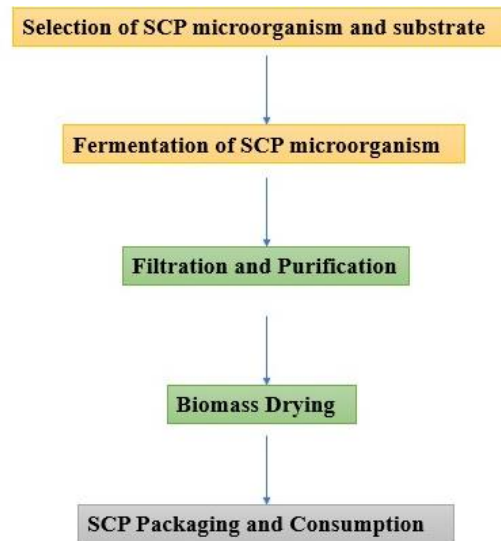 Selection of SCP microorganism and substrate
Fermentation of SCP microorganism
Filtration and Purification
Biomass Drying
SCP Packaging and Consumption